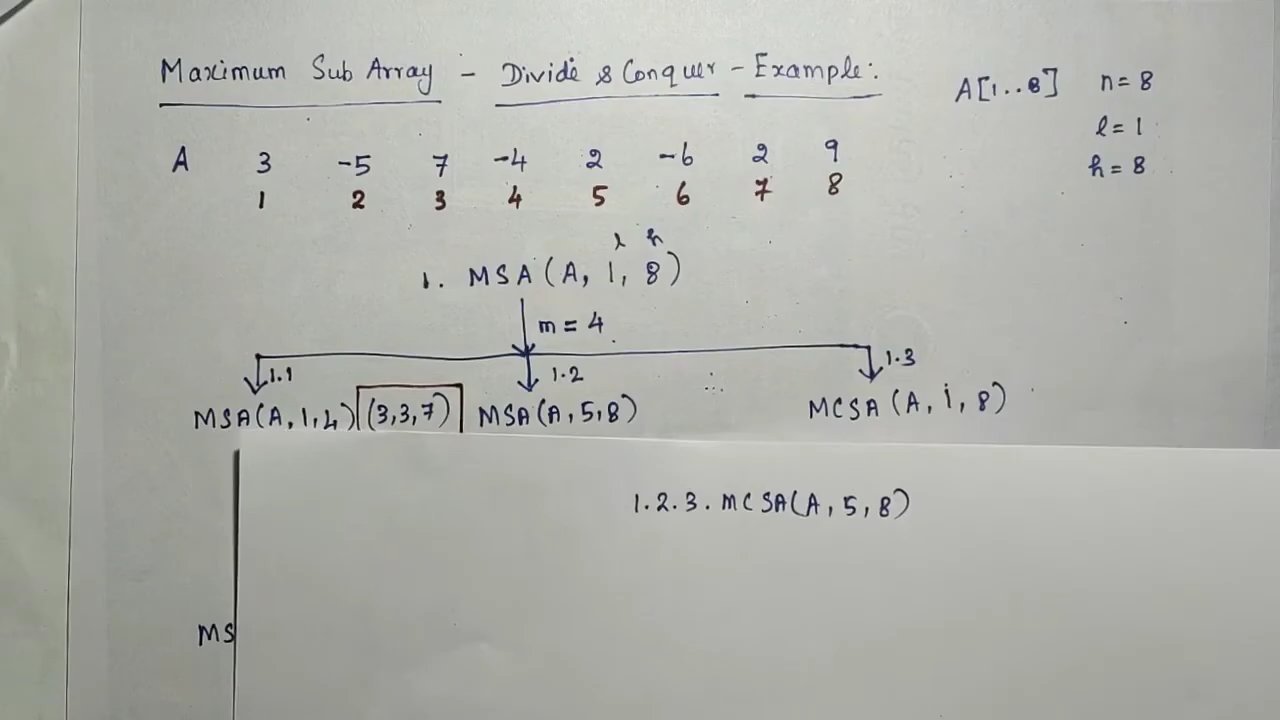 Maximum Sub Array - Divide & Conquer - Example:
A[1..8] n=8
l=1
h=8
A 3 -5 7 -4 2 -6 2 9
1 2 3 4 5 6 7 8
l h
1. MSA(A, 1, 8)
m = 4
1.1 1.2 1.3
MSA(A, 1, 4) (3,3,7) MSA(A, 5, 8) MCSA (A, 1, 8)
1.2.3. MCSA(A, 5, 8)
MS